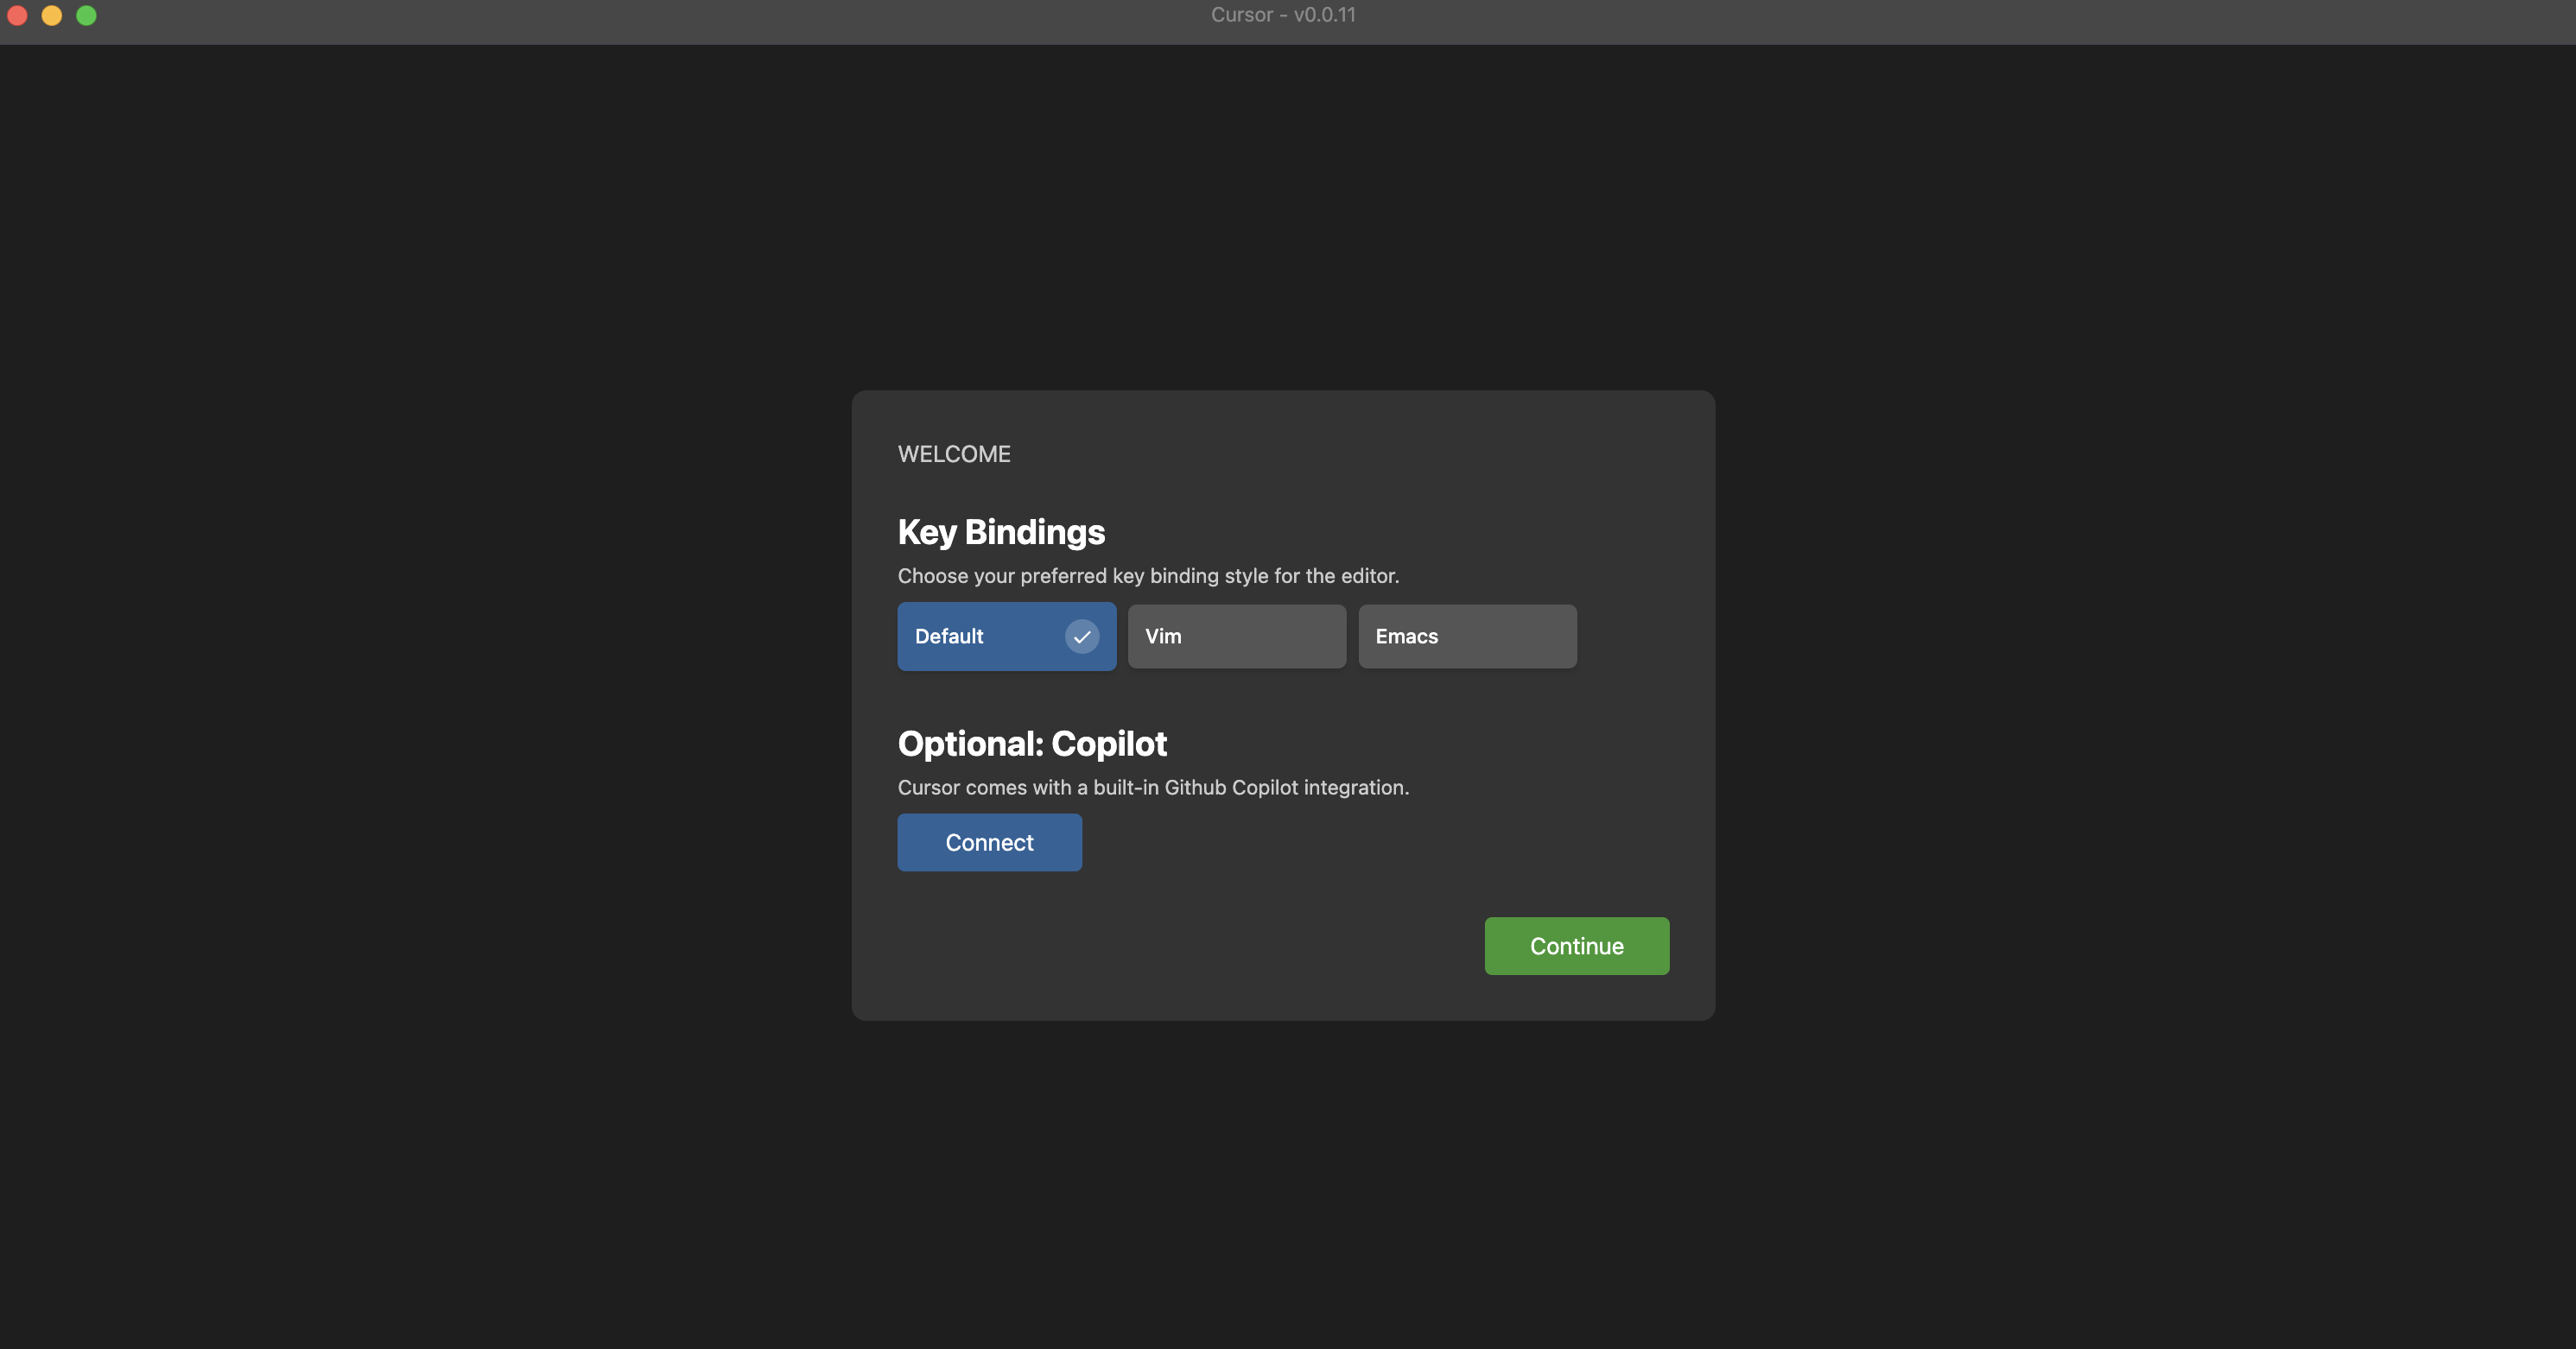 Cursor - v0.0.11
WELCOME
Key Bindings
Choose your preferred key binding style for the editor.
Default
Vim
Emacs
Optional: Copilot
Cursor comes with a built-in Github Copilot integration.
Connect
Continue